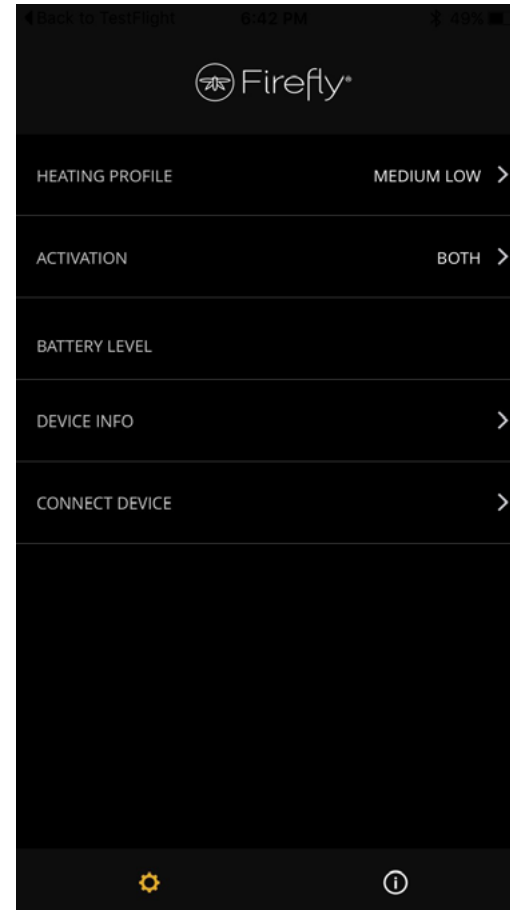 Back to TestFlight 6:42 PM 49%
Firefly®
HEATING PROFILE MEDIUM LOW
ACTIVATION BOTH
BATTERY LEVEL
DEVICE INFO
CONNECT DEVICE